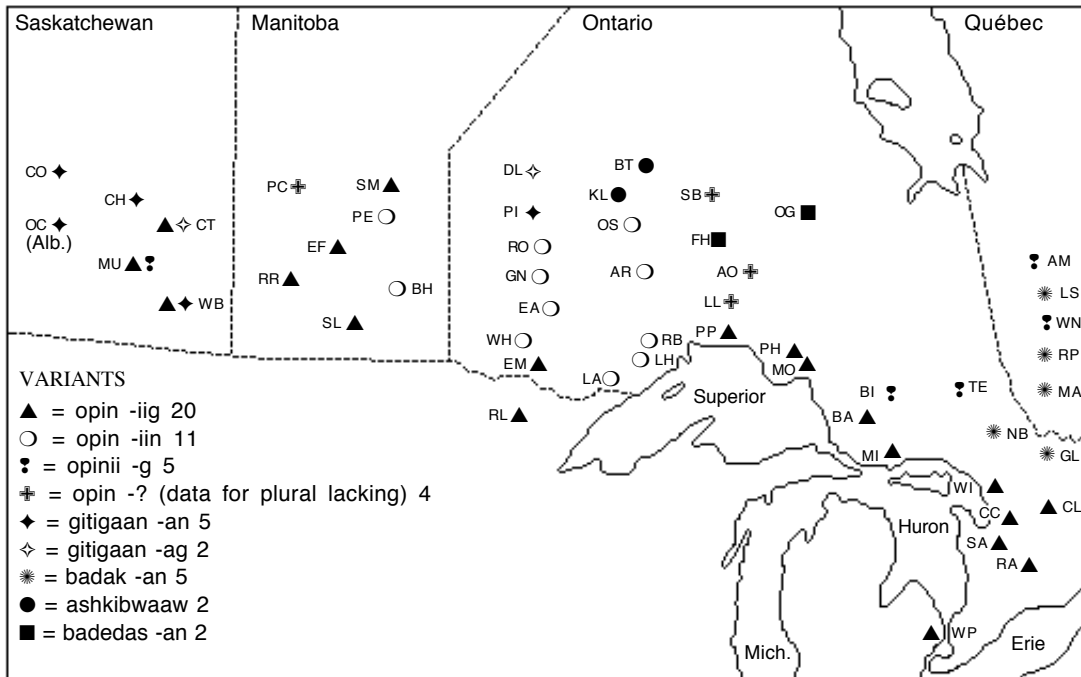 Saskatchewan Manitoba Ontario Québec
CO
DL
BT
PC
SM
CH
KL
SB
PI
OG
PE
OS
OC
CT
(Alb.)
FH
EF
RO
MU
AM
AR
AO
GN
RR
BH
LS
WB
LL
EA
SL
WN
PP
WH
RB
PH
RP
LH
EM
MO
LA
VARIANTS
▲ = opin -iig 20
❍ = opin -iin 11
❢ = opinii -g 5
✙ = opin -? (data for plural lacking) 4
✦ = gitigaan -an 5
✧ = gitigaan -ag 2
✺ = badak -an 5
● = ashkibwaaw 2
■ = badedas -an 2
Superior
BI
TE
MA
RL
BA
NB
MI
GL
WI
CC
CL
Huron
SA
RA
WP
Mich.
Erie